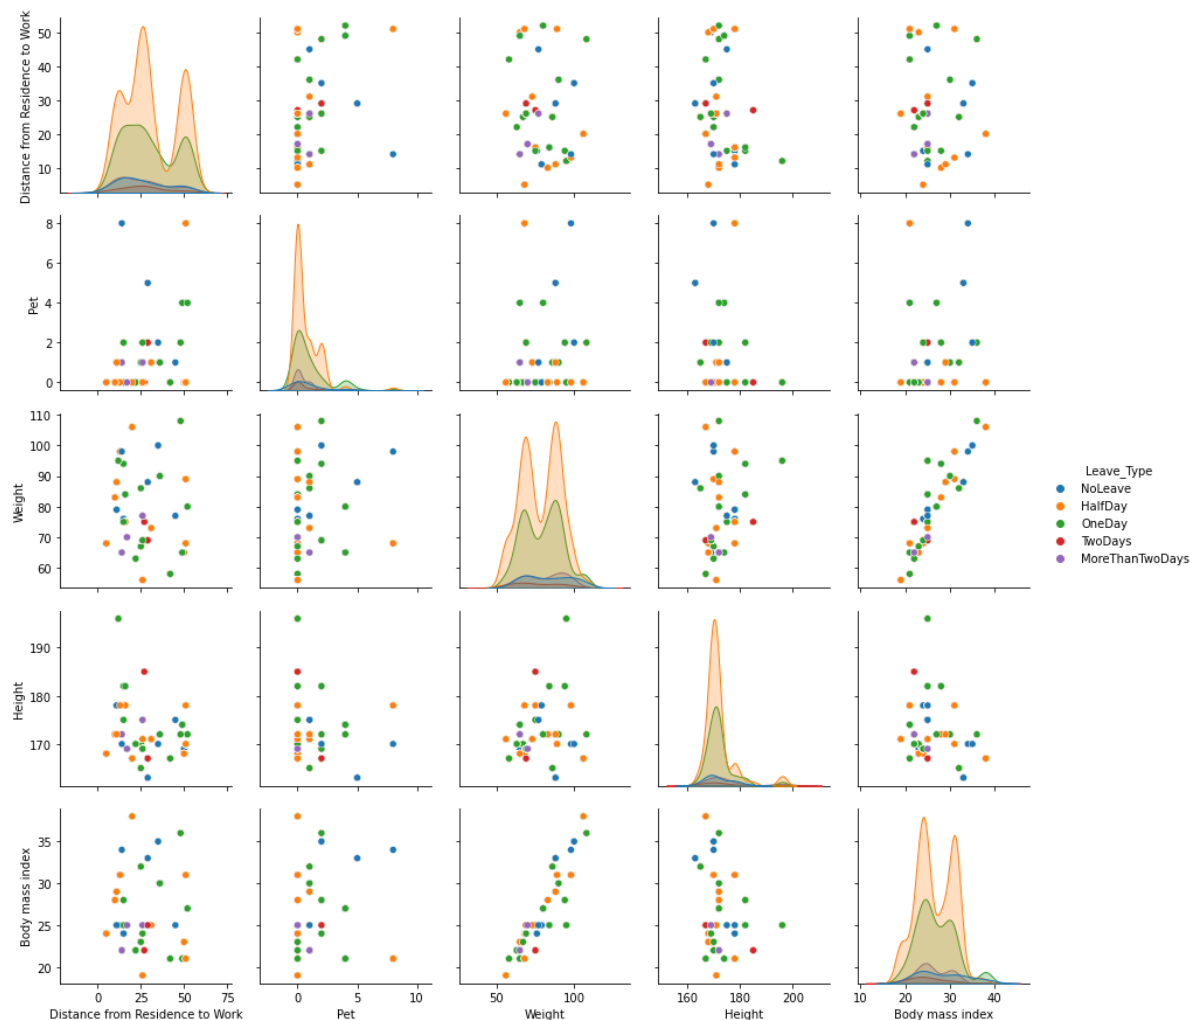 Distance from Residence to Work
50
40
30
20
10
Pet
8
6
4
2
0
Weight
110
100
90
80
70
60
Leave_Type
NoLeave
HalfDay
OneDay
TwoDays
MoreThanTwoDays
Height
190
180
170
Body mass index
35
30
25
20
0 25 50 75
0 5 10
50 100
160 180 200
10 20 30 40
Distance from Residence to Work
Pet
Weight
Height
Body mass index